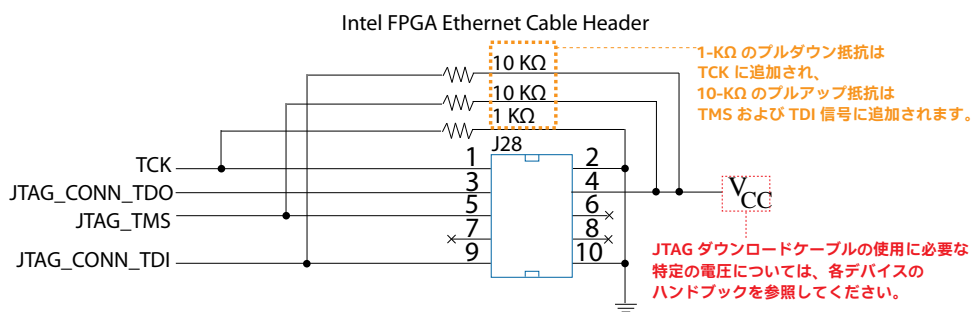 Intel FPGA Ethernet Cable Header
1-KΩ のプルダウン抵抗は
TCK に追加され、
10-KΩ のプルアップ抵抗は
TMS および TDI 信号に追加されます。
10 KΩ
10 KΩ
1 KΩ
J28
TCK
1
2
JTAG_CONN_TDO
3
4
VCC
JTAG_TMS
5
6
7
8
JTAG_CONN_TDI
9
10
JTAG ダウンロードケーブルの使用に必要な
特定の電圧については、各デバイスの
ハンドブックを参照してください。